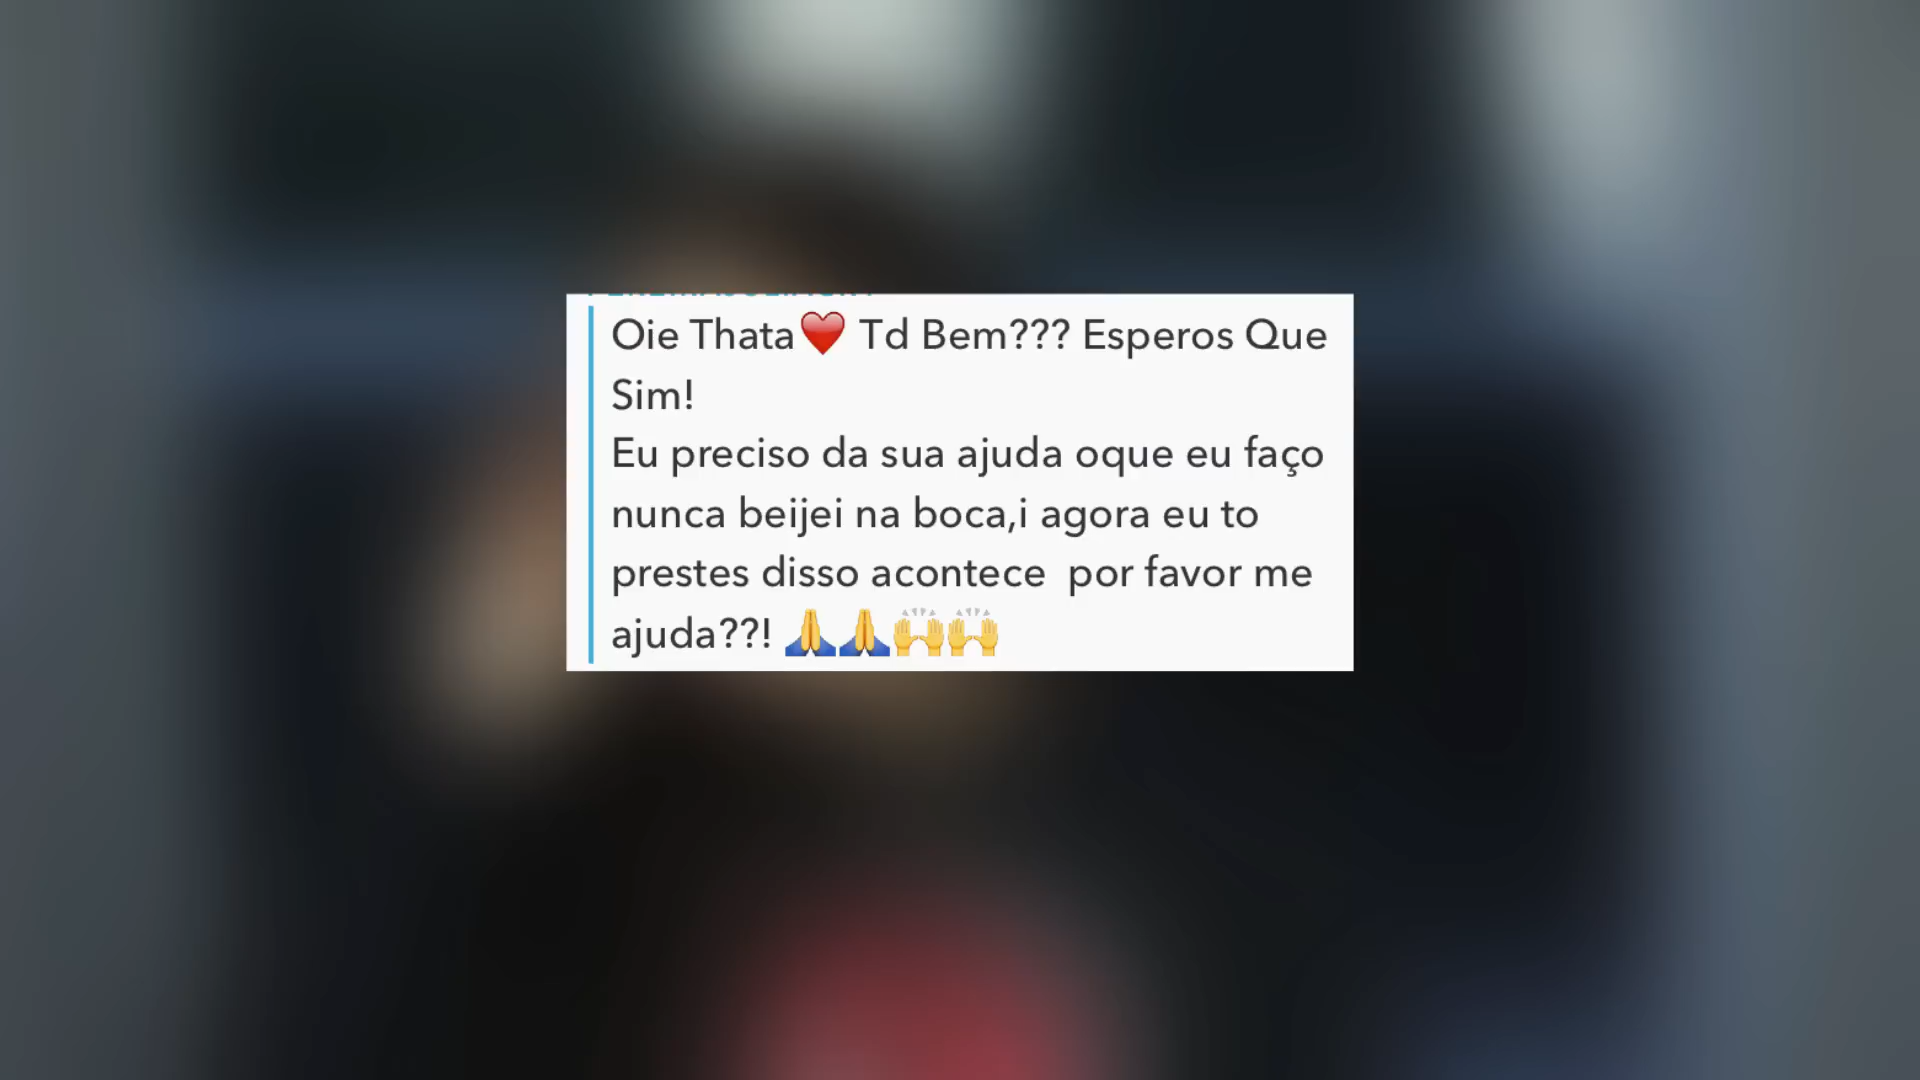 Oie Thata❤️ Td Bem??? Esperos Que
Sim!
Eu preciso da sua ajuda oque eu faço
nunca beijei na boca,i agora eu to
prestes disso acontece  por favor me
ajuda??! 🙏🙏🙌🙌